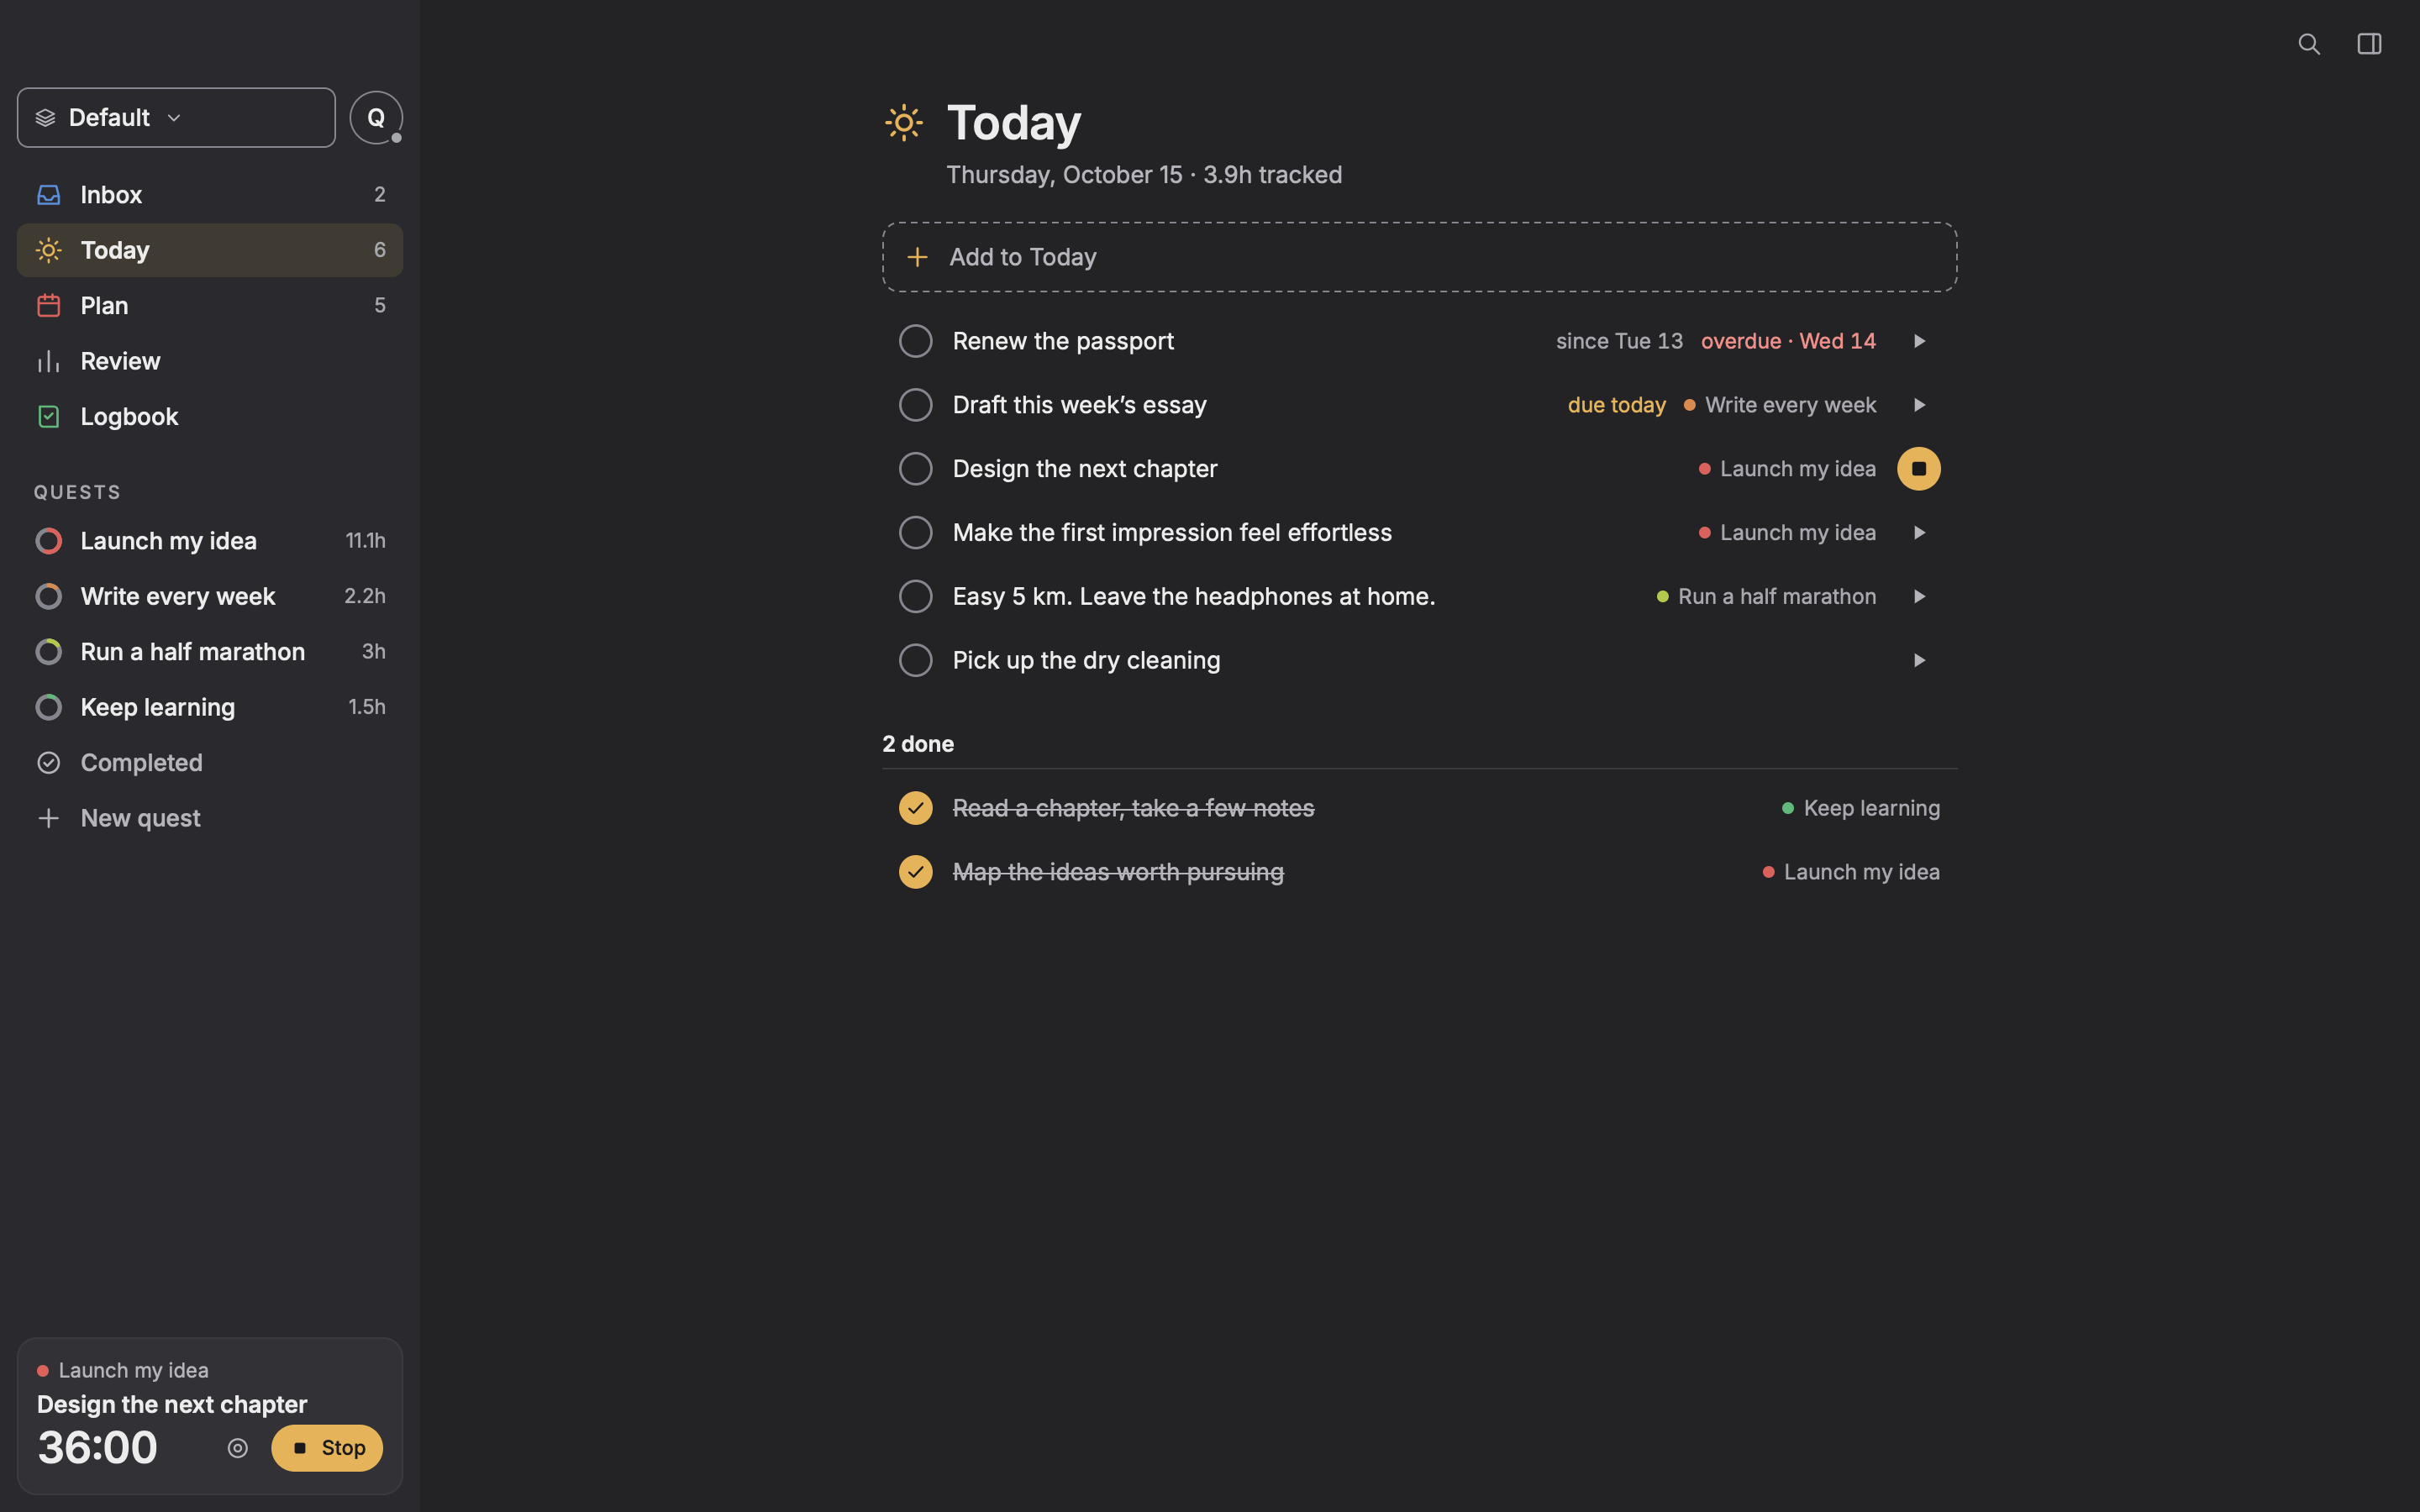 Default
Q
Inbox 2
Today 6
Plan 5
Review
Logbook
QUESTS
Launch my idea 11.1h
Write every week 2.2h
Run a half marathon 3h
Keep learning 1.5h
Completed
New quest
Launch my idea
Design the next chapter
36:00 Stop
Today
Thursday, October 15 · 3.9h tracked
Add to Today
Renew the passport since Tue 13 overdue · Wed 14
Draft this week’s essay due today Write every week
Design the next chapter Launch my idea
Make the first impression feel effortless Launch my idea
Easy 5 km. Leave the headphones at home. Run a half marathon
Pick up the dry cleaning
2 done
Read a chapter, take a few notes Keep learning
Map the ideas worth pursuing Launch my idea